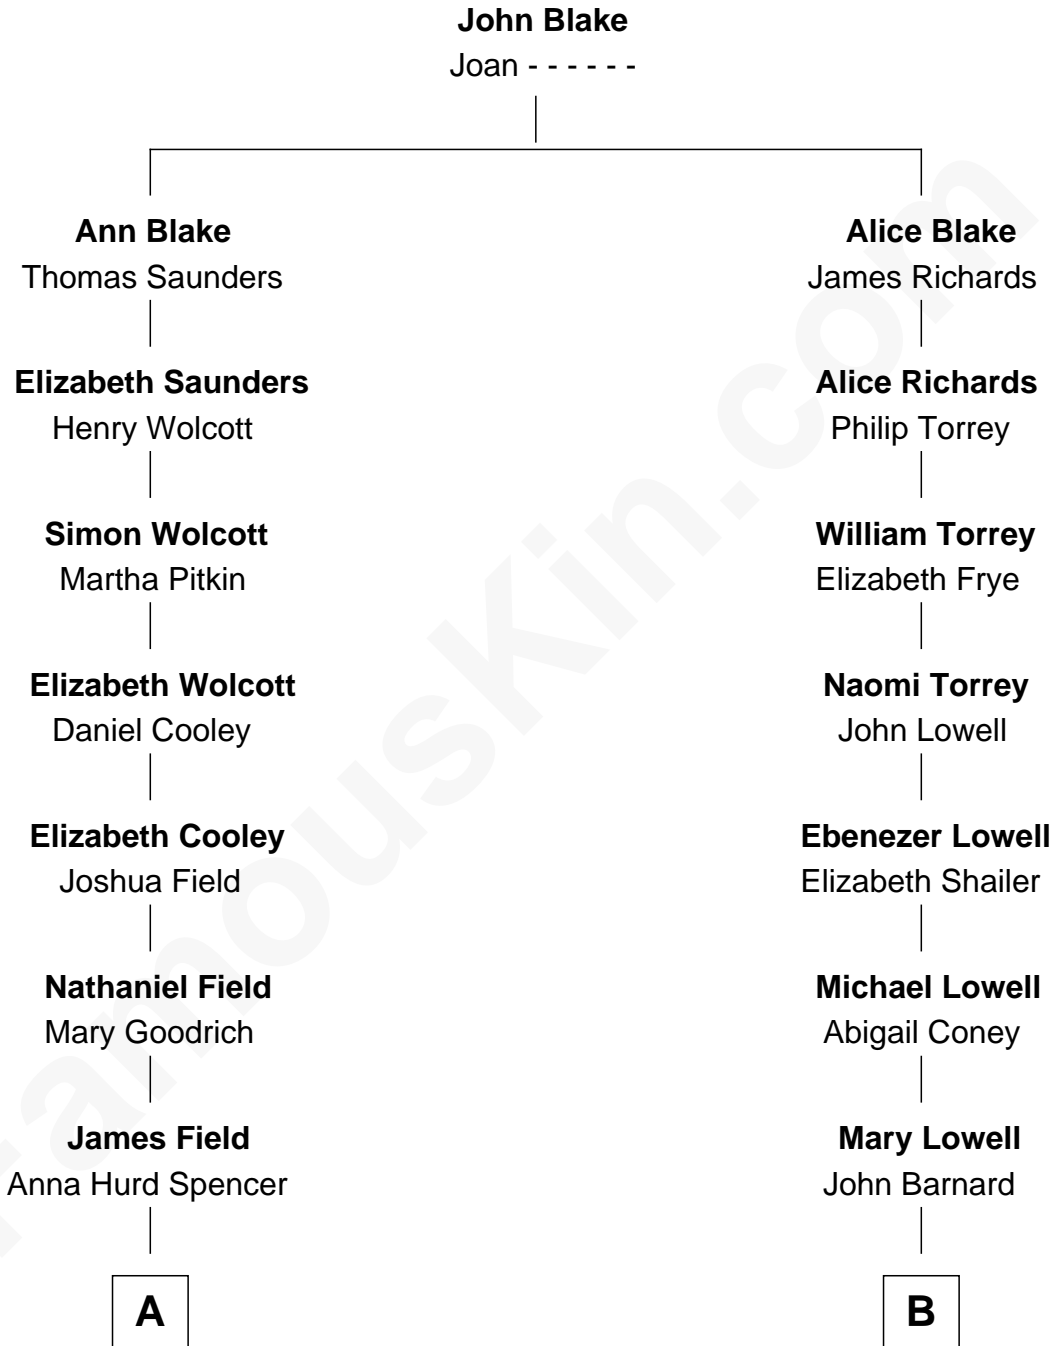 John Blake
Joan - - - - - -
Ann Blake
Thomas Saunders
Alice Blake
James Richards
Elizabeth Saunders
Henry Wolcott
Alice Richards
Philip Torrey
Simon Wolcott
Martha Pitkin
William Torrey
Elizabeth Frye
Elizabeth Wolcott
Daniel Cooley
Naomi Torrey
John Lowell
Elizabeth Cooley
Joshua Field
Ebenezer Lowell
Elizabeth Shailer
Nathaniel Field
Mary Goodrich
Michael Lowell
Abigail Coney
James Field
Anna Hurd Spencer
Mary Lowell
John Barnard
A
B
FamousKin.com